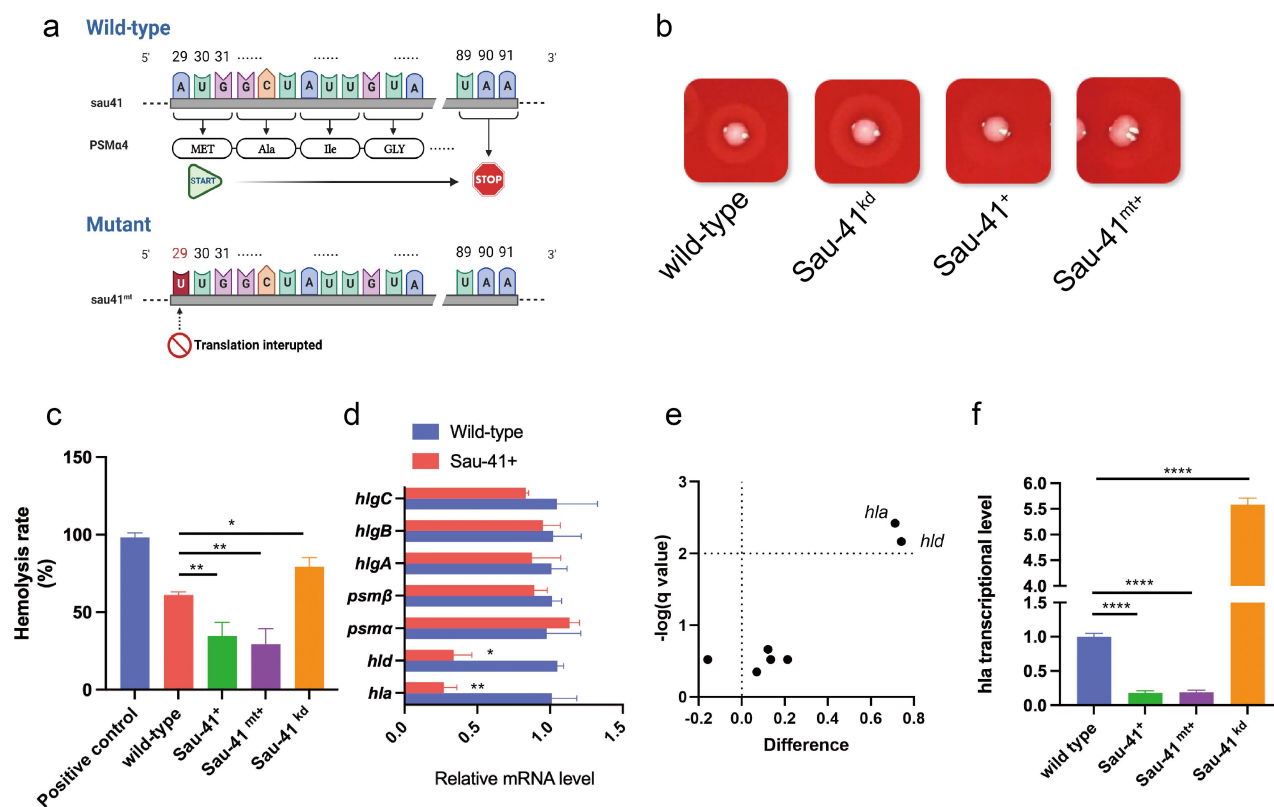 a
Wild-type
5' 29 30 31 ...... ...... 89 90 91 3'
A U G G C U A U U G U A U A A
sau41
PSMα4 MET Ala Ile GLY ......
START STOP
Mutant
5' 29 30 31 ...... ...... 89 90 91 3'
U U G G C U A U U G U A U A A
sau41mt
Translation interupted
b
wild-type
Sau-41kd
Sau-41+
Sau-41mt+
c
Hemolysis rate
(%)
150
100
50
0
*
**
**
Positive control
wild-type
Sau-41+
Sau-41 mt+
Sau-41 kd
d
Wild-type
Sau-41+
hlgC
hlgB
hlgA
psmβ
psmα
hld *
hla **
0.0 0.5 1.0 1.5
Relative mRNA level
e
-log(q value)
3
2
1
0
hla
hld
-0.2 0.0 0.2 0.4 0.6 0.8
Difference
f
hla transcriptional level
6.0
5.5
5.0
4.5
4.0
1.5
1.0
0.5
0.0
****
****
****
wild type
Sau-41+
Sau-41 mt+
Sau-41 kd